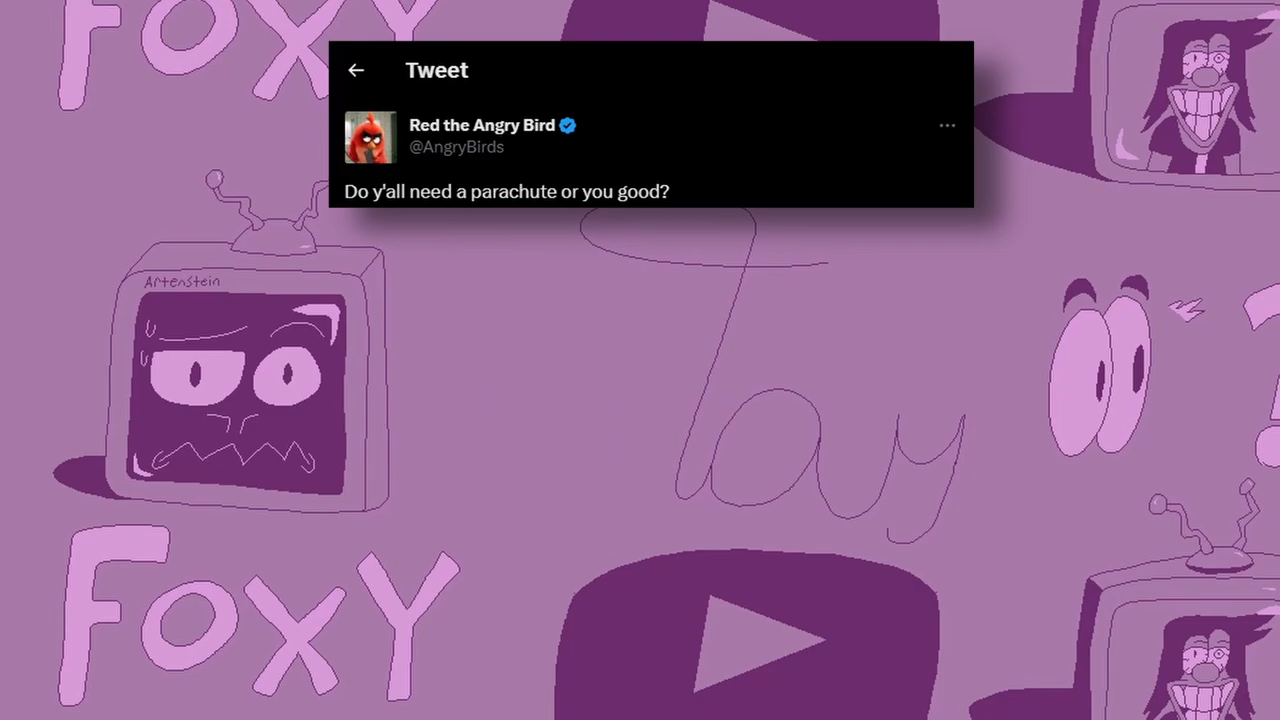 FOXY
Tweet
Red the Angry Bird
@AngryBirds
Do y'all need a parachute or you good?
Artenstein
?
FOXY